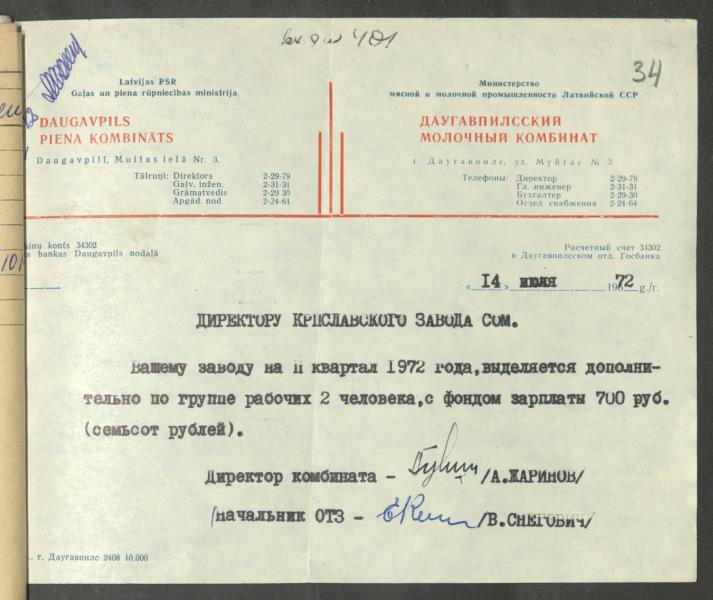 401
34
Latvijas PSR
Gaļas un piena rūpniecības ministrija
DAUGAVPILS
PIENA KOMBINĀTS
Daugavpilī, Muitas ielā Nr. 3.
Tālruņi: Direktors 2-29-79
Galv. inžen. 2-31-31
Grāmatvedis 2-29 30
Apgād. nod. 2-24-64
Министерство
мясной и молочной промышленности Латвийской ССР
ДАУГАВПИЛССКИЙ
МОЛОЧНЫЙ КОМБИНАТ
г. Даугавпилс, ул. Муйтас № 3
Телефоны: Директор 2-29-79
Гл. инженер 2-31-31
Бухгалтер 2-29-30
Отдел снабжения 2-24-64
konts 34302
bankas Daugavpils nodaļā
Расчетный счет 34302
в Даугавпилсском отд. Госбанка
101
« 14 » июля 1972 g./г.
ДИРЕКТОРУ КРЦСЛАВСКОГО ЗАВОДА СОМ.
Вашему заводу на II квартал 1972 года,выделяется дополни-
тельно по группе рабочих 2 человека,с фондом зарплаты 700 руб.
(семьсот рублей).
Директор комбината - /А.ЖАРИНОВ/
/начальник ОТЗ - /В.СНЕГОВИЧ/
г. Даугавпилс 2408 10.000